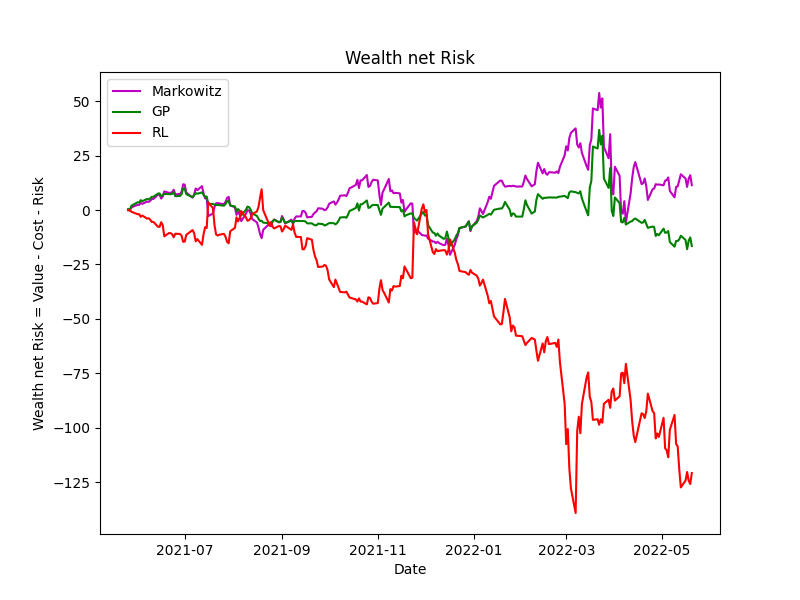 Wealth net Risk
Markowitz
GP
RL
50
25
0
−25
−50
−75
−100
−125
Wealth net Risk = Value - Cost - Risk
2021-07
2021-09
2021-11
2022-01
2022-03
2022-05
Date